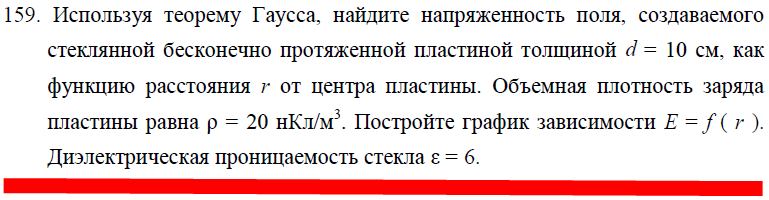 159. Используя теорему Гаусса, найдите напряженность поля, создаваемого
стеклянной бесконечно протяженной пластиной толщиной d = 10 см, как
функцию расстояния r от центра пластины. Объемная плотность заряда
пластины равна ρ = 20 нКл/м³. Постройте график зависимости E = f ( r ).
Диэлектрическая проницаемость стекла ε = 6.